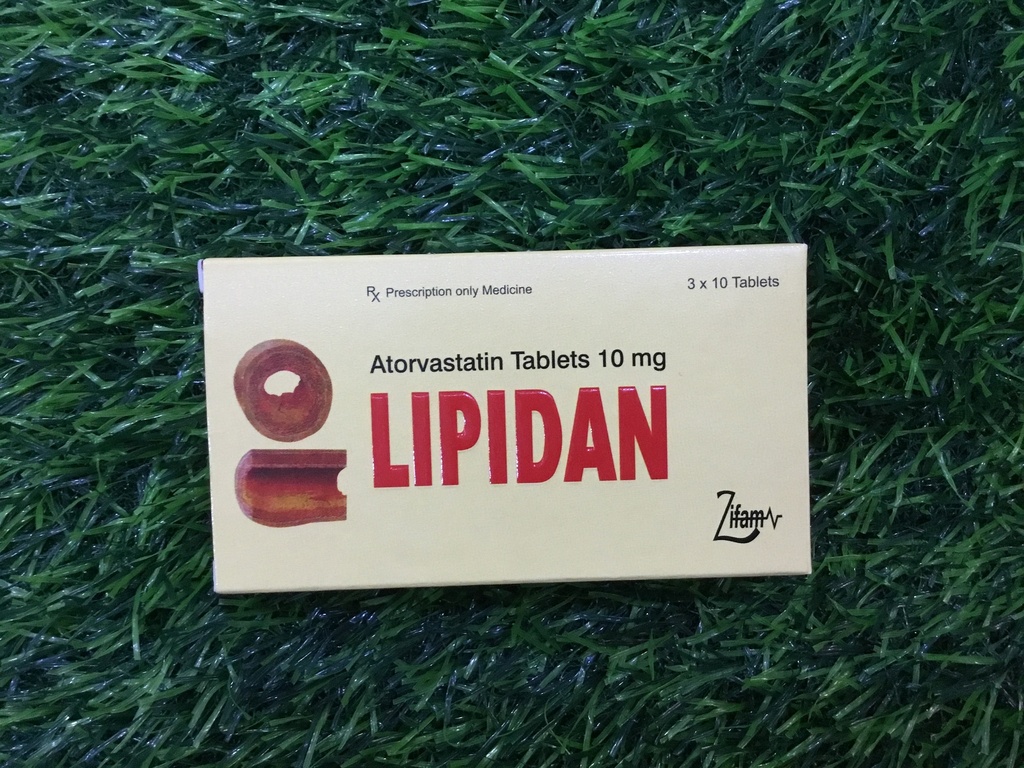 Rx Prescription only Medicine
3 x 10 Tablets
Atorvastatin Tablets 10 mg
LIPIDAN
Zifam